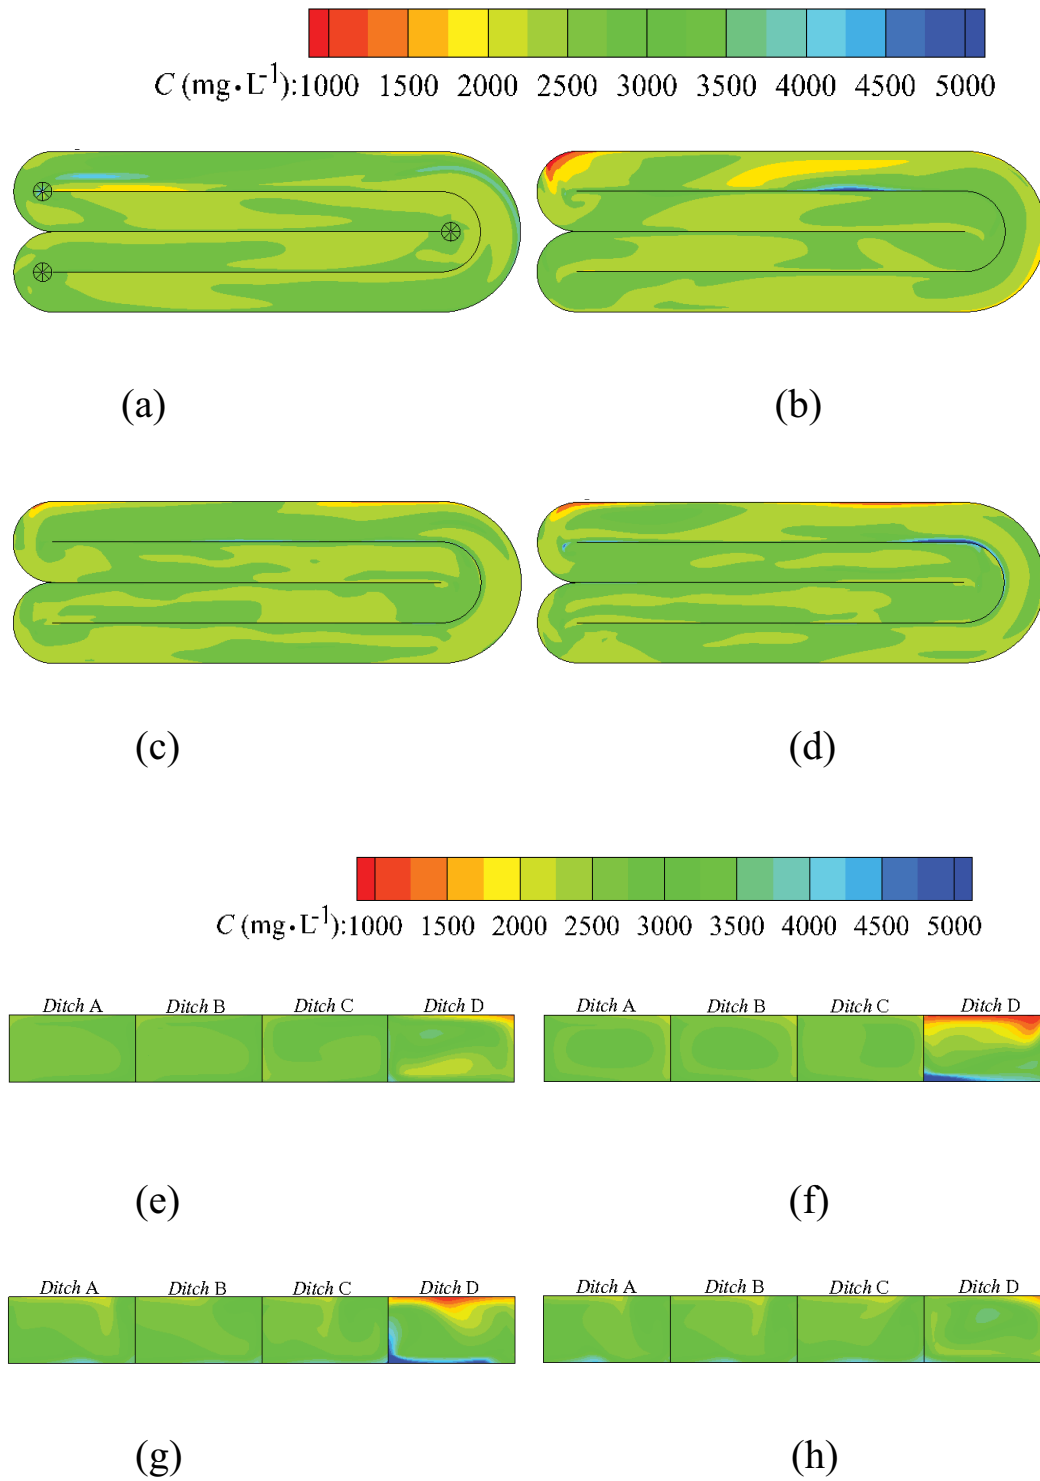 C (mg·L⁻¹):1000 1500 2000 2500 3000 3500 4000 4500 5000
(a)
(b)
(c)
(d)
C (mg·L⁻¹):1000 1500 2000 2500 3000 3500 4000 4500 5000
Ditch A Ditch B Ditch C Ditch D
Ditch A Ditch B Ditch C Ditch D
(e)
(f)
Ditch A Ditch B Ditch C Ditch D
Ditch A Ditch B Ditch C Ditch D
(g)
(h)